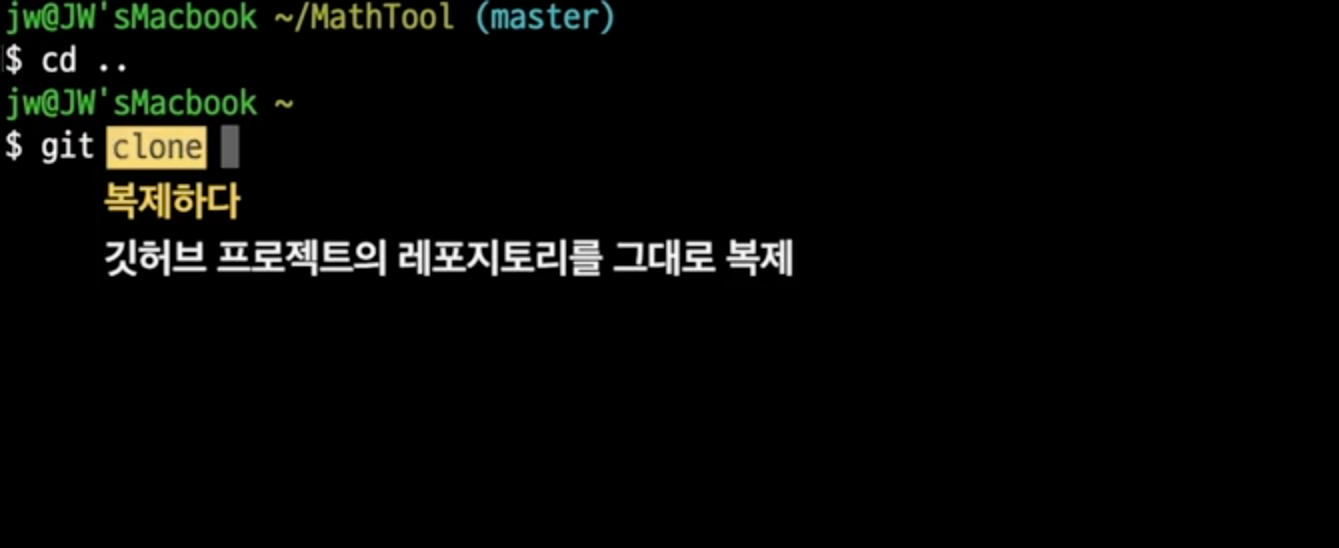 jw@JW'sMacbook ~/MathTool (master)
$ cd ..
jw@JW'sMacbook ~
$ git clone
복제하다
깃허브 프로젝트의 레포지토리를 그대로 복제